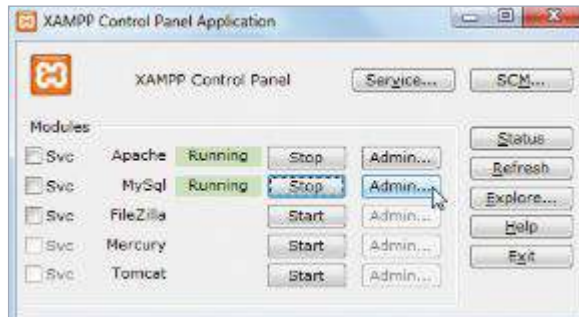 XAMPP Control Panel Application
XAMPP Control Panel Service... SCM...
Modules
Status
Svc Apache Running Stop Admin...
Refresh
Svc MySql Running Stop Admin...
Explore...
Svc FileZilla Start Admin...
Help
Svc Mercury Start Admin...
Exit
Svc Tomcat Start Admin...